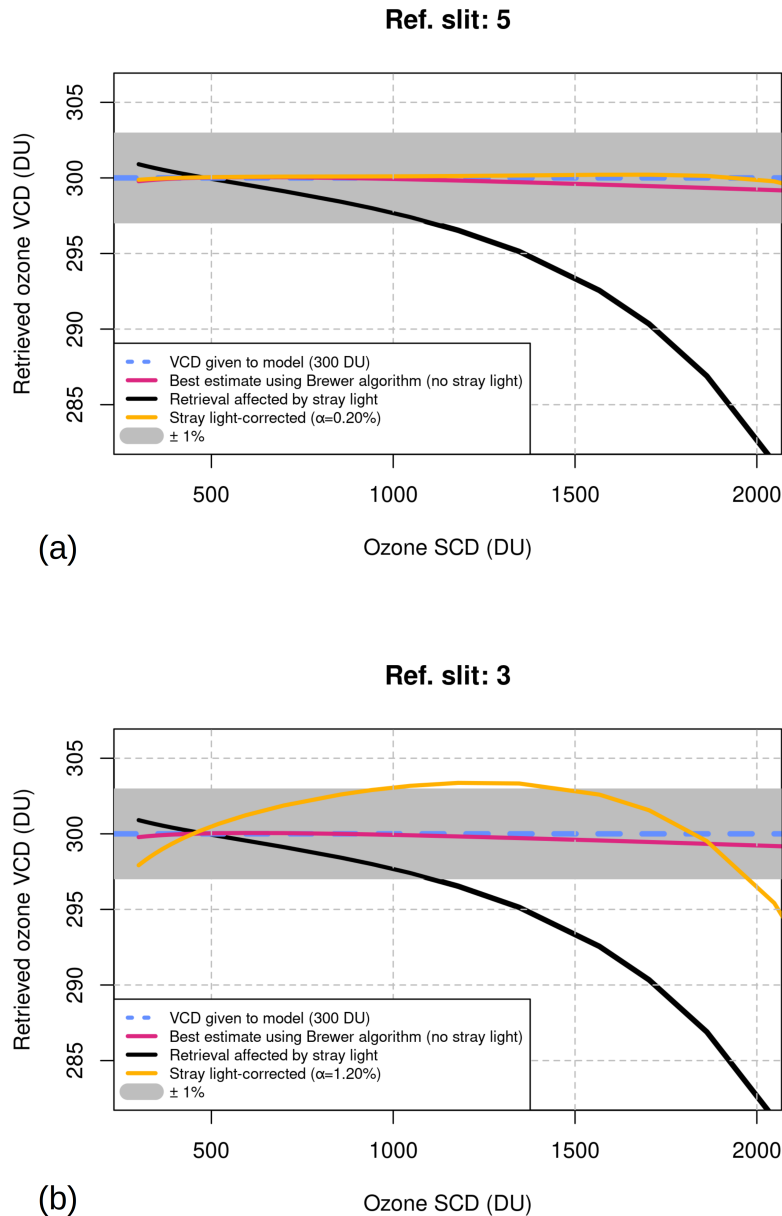 Ref. slit: 5
305
300
295
290
285
Retrieved ozone VCD (DU)
VCD given to model (300 DU)
Best estimate using Brewer algorithm (no stray light)
Retrieval affected by stray light
Stray light-corrected (α=0.20%)
± 1%
500 1000 1500 2000
(a)
Ozone SCD (DU)
Ref. slit: 3
305
300
295
290
285
Retrieved ozone VCD (DU)
VCD given to model (300 DU)
Best estimate using Brewer algorithm (no stray light)
Retrieval affected by stray light
Stray light-corrected (α=1.20%)
± 1%
500 1000 1500 2000
(b)
Ozone SCD (DU)